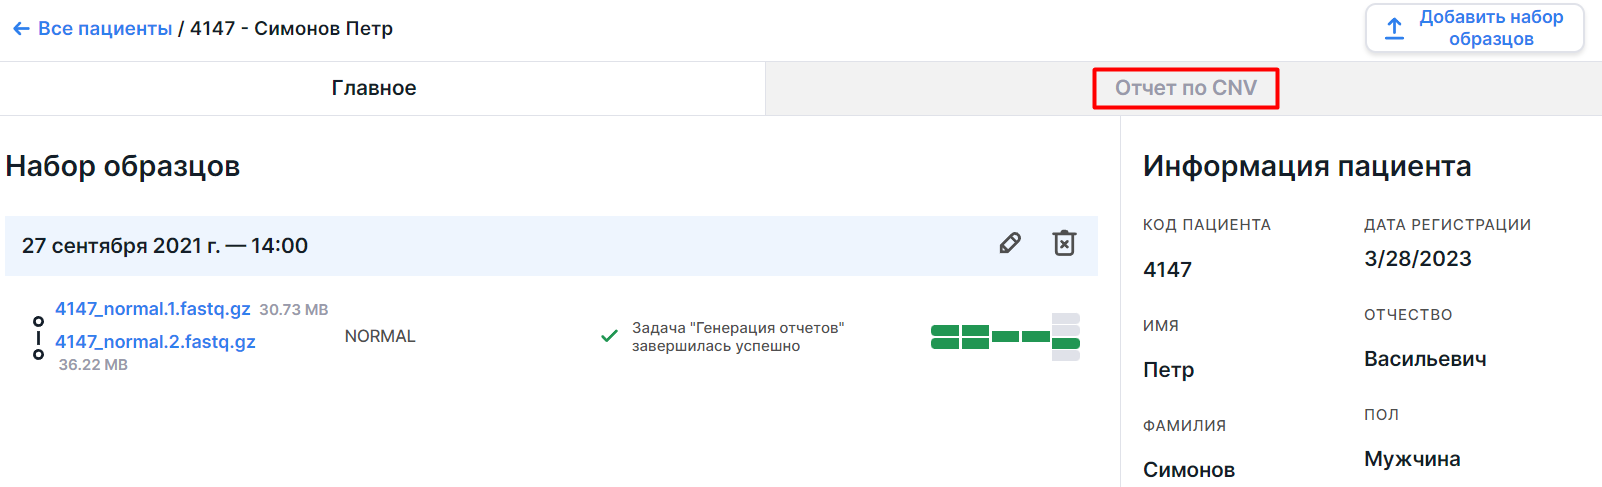 Все пациенты / 4147 - Симонов Петр
Добавить набор
образцов
Главное
Отчет по CNV
Набор образцов
27 сентября 2021 г. — 14:00
4147_normal.1.fastq.gz 30.73 MB
4147_normal.2.fastq.gz
36.22 MB
NORMAL
Задача "Генерация отчетов"
завершилась успешно
Информация пациента
КОД ПАЦИЕНТА
4147
ДАТА РЕГИСТРАЦИИ
3/28/2023
ИМЯ
Петр
ОТЧЕСТВО
Васильевич
ФАМИЛИЯ
Симонов
ПОЛ
Мужчина